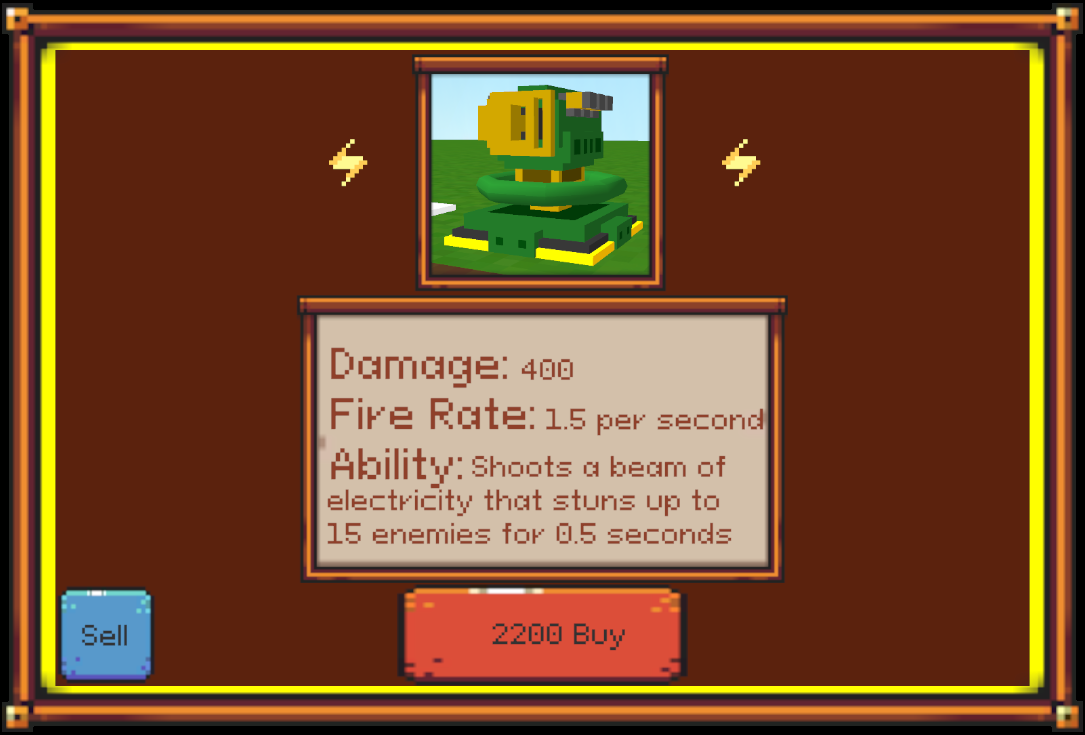 Damage: 400
Fire Rate: 1.5 per second
Ability: Shoots a beam of
electricity that stuns up to
15 enemies for 0.5 seconds
Sell
2200 Buy